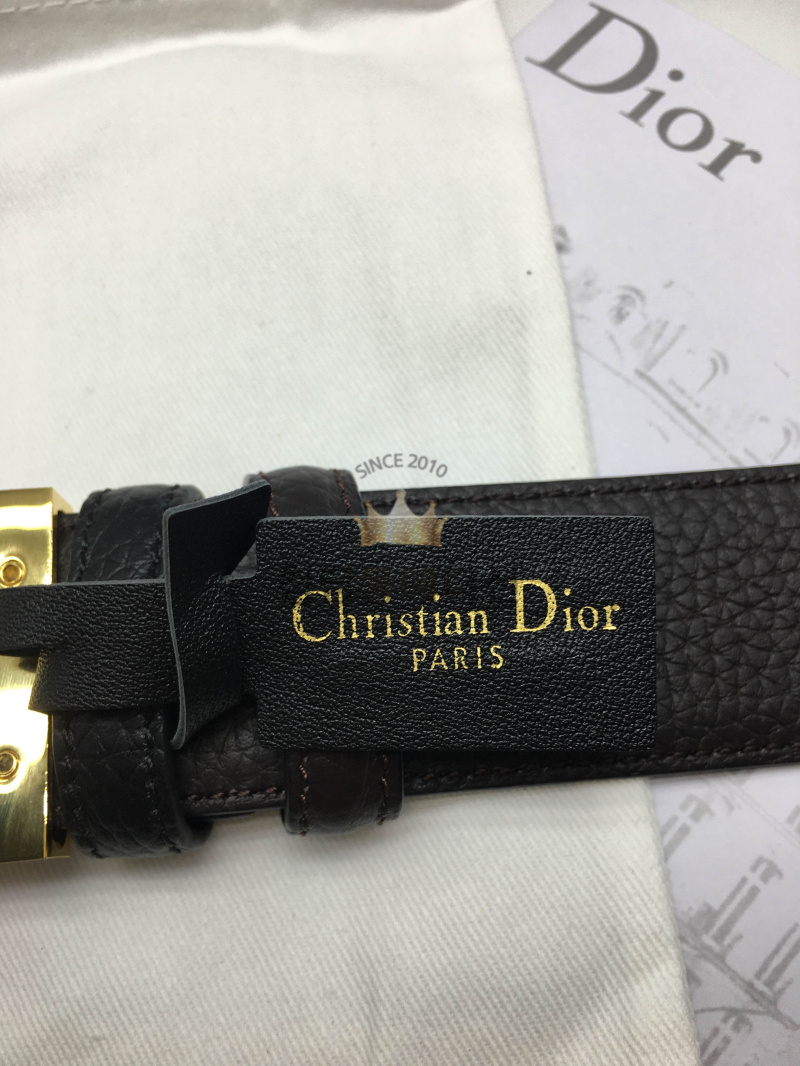 Dior
SINCE 2010
Christian Dior
PARIS